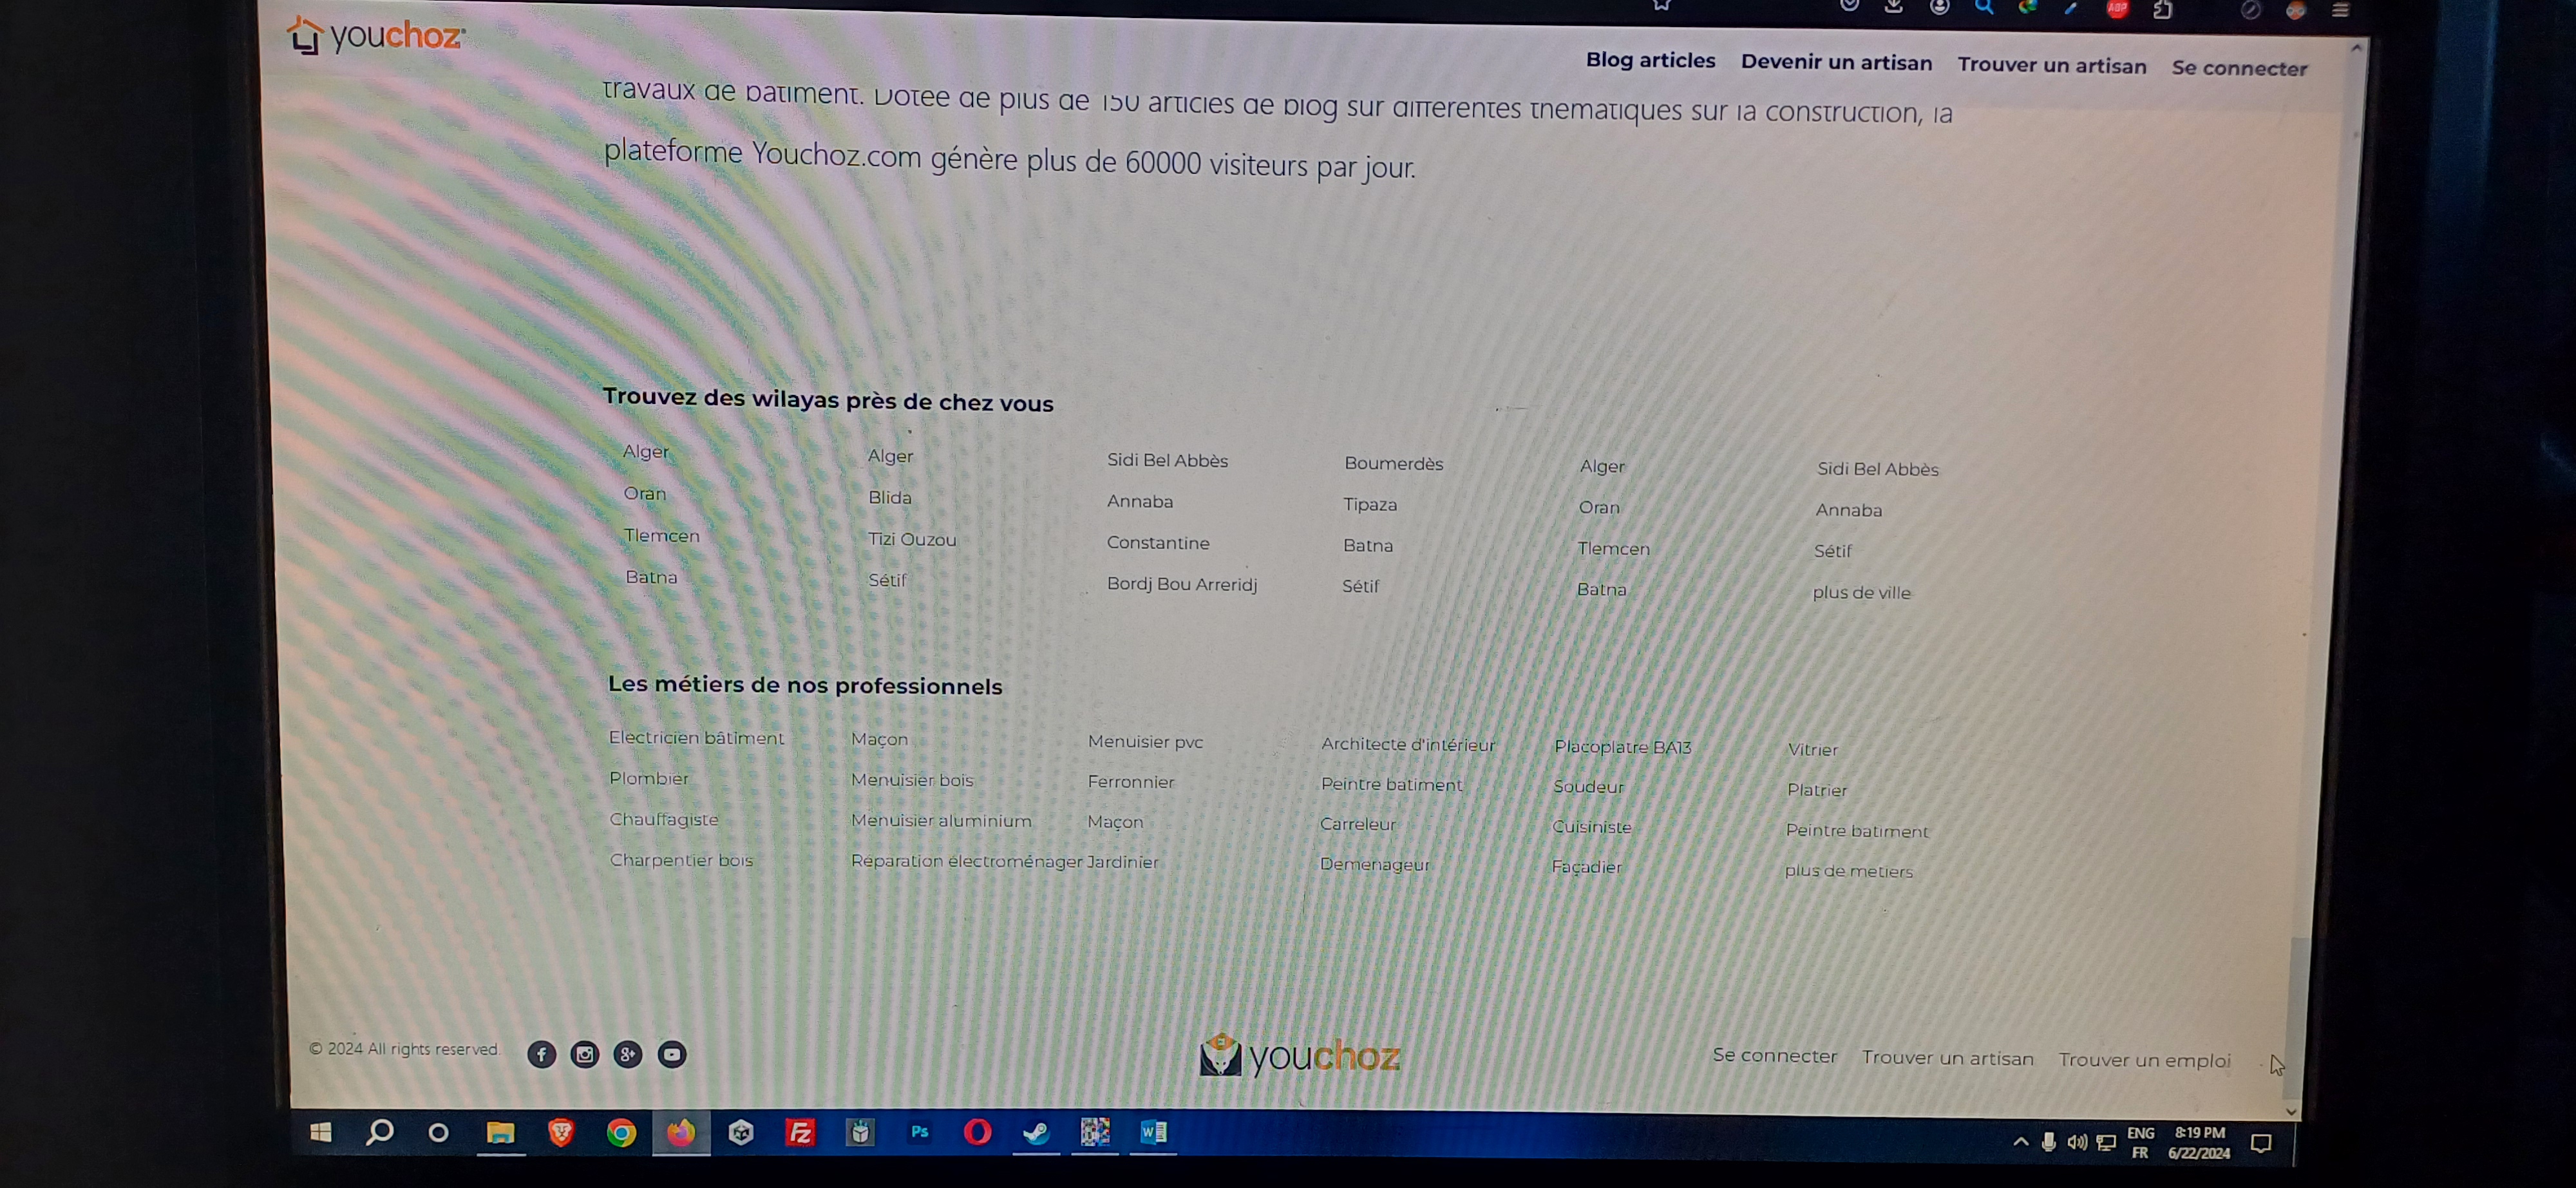 youchoz
Blog articles Devenir un artisan Trouver un artisan Se connecter
travaux de bâtiment. Dotée de plus de 150 articles de blog sur différentes thématiques sur la construction, la
plateforme Youchoz.com génère plus de 60000 visiteurs par jour.
Trouvez des wilayas près de chez vous
Alger Alger Sidi Bel Abbès Boumerdès Alger Sidi Bel Abbès
Oran Blida Annaba Tipaza Oran Annaba
Tlemcen Tizi Ouzou Constantine Batna Tlemcen Sétif
Batna Sétif Bordj Bou Arreridj Sétif Batna plus de ville
Les métiers de nos professionnels
Electricien bâtiment Maçon Menuisier pvc Architecte d'intérieur Placoplatre BA13 Vitrier
Plombier Menuisier bois Ferronnier Peintre batiment Soudeur Platrier
Chauffagiste Menuisier aluminium Maçon Carreleur Cuisiniste Peintre batiment
Charpentier bois Réparation électroménager Jardinier Demenageur Façadier plus de metiers
© 2024 All rights reserved. youchoz Se connecter Trouver un artisan Trouver un emploi
ENG 8:19 PM
FR 6/22/2024